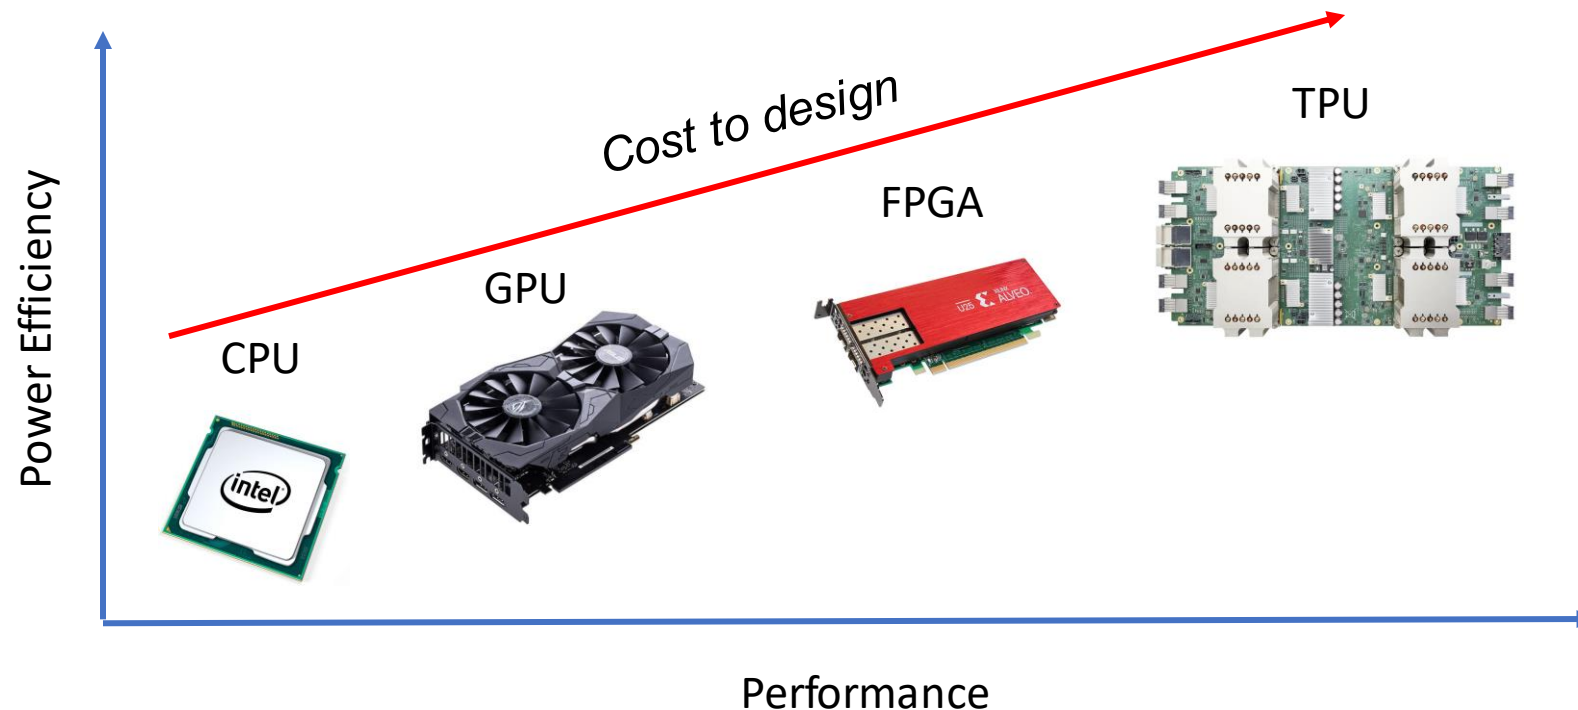 Cost to design
TPU
FPGA
GPU
CPU
Power Efficiency
intel
U25 XILINX ALVEO.
Performance